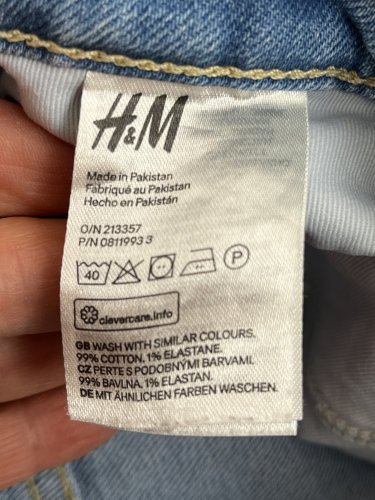 H&M
Made in Pakistan
Fabriqué au Pakistan
Hecho en Pakistán
O/N 213357
P/N 0811993 3
40 P
clevercare.info
GB WASH WITH SIMILAR COLOURS.
99% COTTON, 1% ELASTANE.
CZ PERTE S PODOBNÝMI BARVAMI.
99% BAVLNA, 1% ELASTAN.
DE MIT ÄHNLICHEN FARBEN WASCHEN